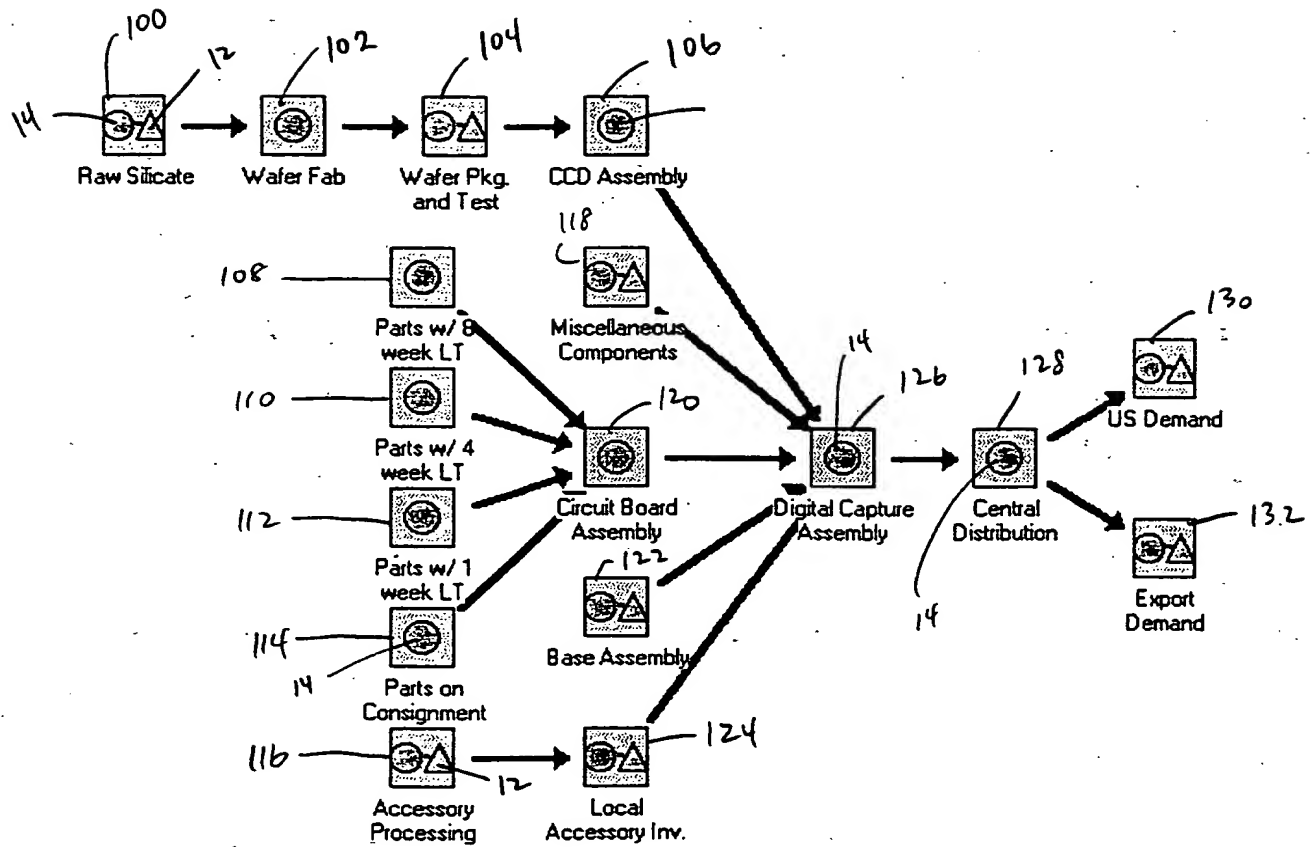 100
12
102
104
106
14
Raw Silicate
Wafer Fab
Wafer Pkg.
and Test
CCD Assembly
108
118
Parts w/ 8
week LT
Miscellaneous
Components
130
110
120
14
126
128
US Demand
Parts w/ 4
week LT
112
Circuit Board
Assembly
Digital Capture
Assembly
Central
Distribution
132
Parts w/ 1
week LT
122
14
Export
Demand
114
14
Base Assembly
Parts on
Consignment
116
12
124
Accessory
Processing
Local
Accessory Inv.